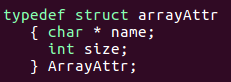 typedef struct arrayAttr
{ char * name;
int size;
} ArrayAttr;